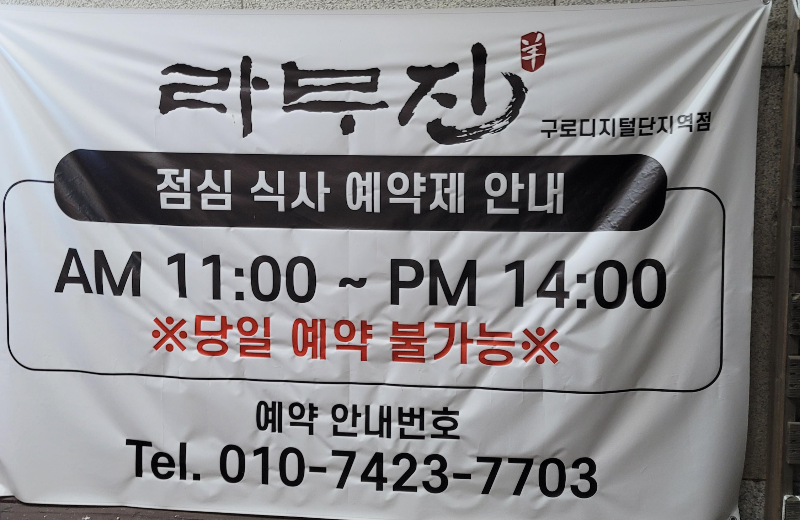 라무진 羊
구로디지털단지역점
점심 식사 예약제 안내
AM 11:00 ~ PM 14:00
※당일 예약 불가능※
예약 안내번호
Tel. 010-7423-7703